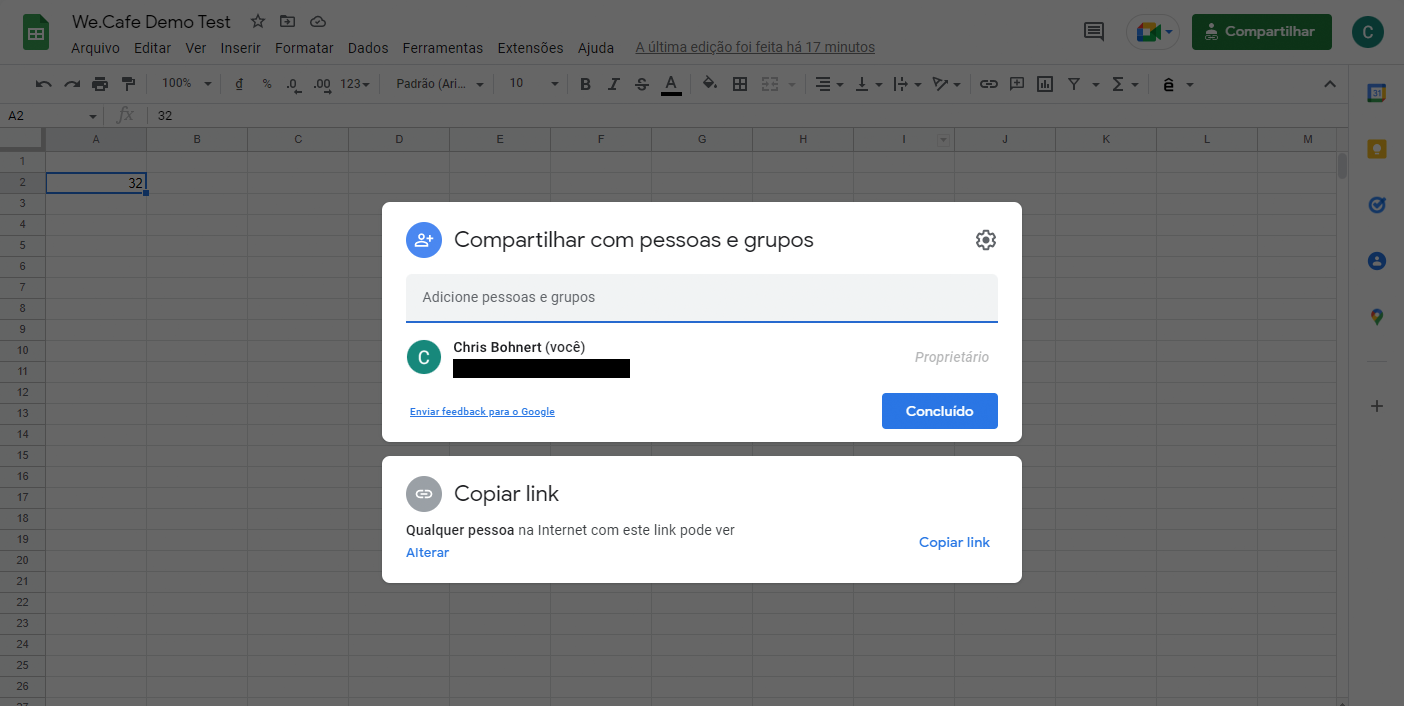 We.Cafe Demo Test
Arquivo Editar Ver Inserir Formatar Dados Ferramentas Extensões Ajuda A última edição foi feita há 17 minutos
Compartilhar
C
100% đ % .0 .00 123 Padrão (Ari... 10 B I S A Σ ê
31
A2 fx 32
A B C D E F G H I J K L M
1
2 32
3
4
5
6
7
8
9
10
11
12
13
14
15
16
17
18
19
20
21
22
23
24
25
26
27
Compartilhar com pessoas e grupos
Adicione pessoas e grupos
C
Chris Bohnert (você)
Proprietário
Enviar feedback para o Google
Concluído
Copiar link
Qualquer pessoa na Internet com este link pode ver
Alterar
Copiar link